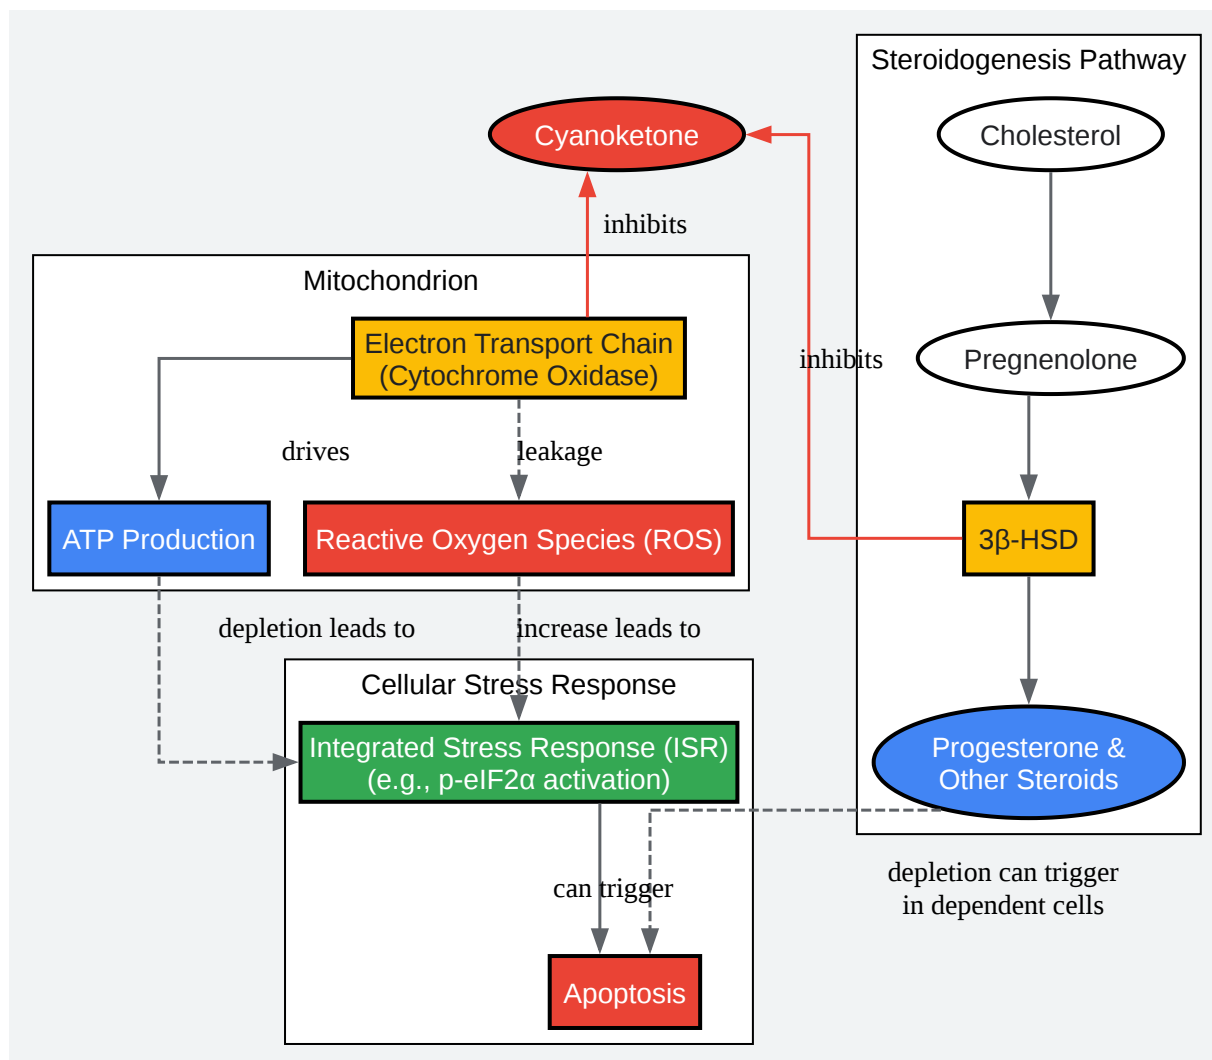 Steroidogenesis Pathway
Cyanoketone
Cholesterol
inhibits
Mitochondrion
Electron Transport Chain
(Cytochrome Oxidase)
inhibits
Pregnenolone
drives
leakage
ATP Production
Reactive Oxygen Species (ROS)
3β-HSD
depletion leads to
increase leads to
Cellular Stress Response
Integrated Stress Response (ISR)
(e.g., p-eIF2α activation)
Progesterone &
Other Steroids
can trigger
depletion can trigger
in dependent cells
Apoptosis